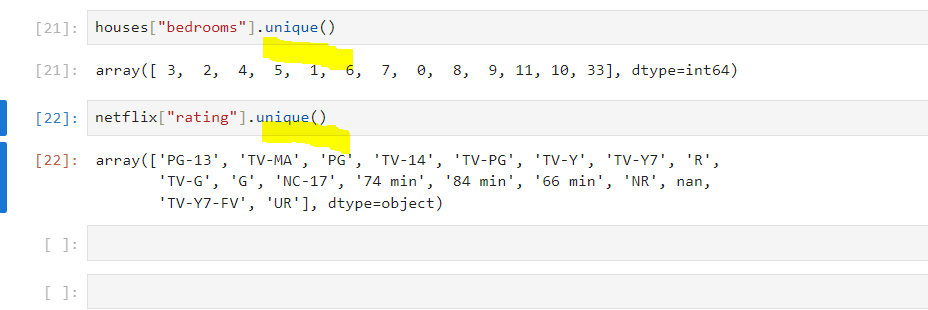 [21]: houses["bedrooms"].unique()
[21]: array([ 3,  2,  4,  5,  1,  6,  7,  0,  8,  9, 11, 10, 33], dtype=int64)
[22]: netflix["rating"].unique()
[22]: array(['PG-13', 'TV-MA', 'PG', 'TV-14', 'TV-PG', 'TV-Y', 'TV-Y7', 'R',
'TV-G', 'G', 'NC-17', '74 min', '84 min', '66 min', 'NR', nan,
'TV-Y7-FV', 'UR'], dtype=object)
[ ]:
[ ]: